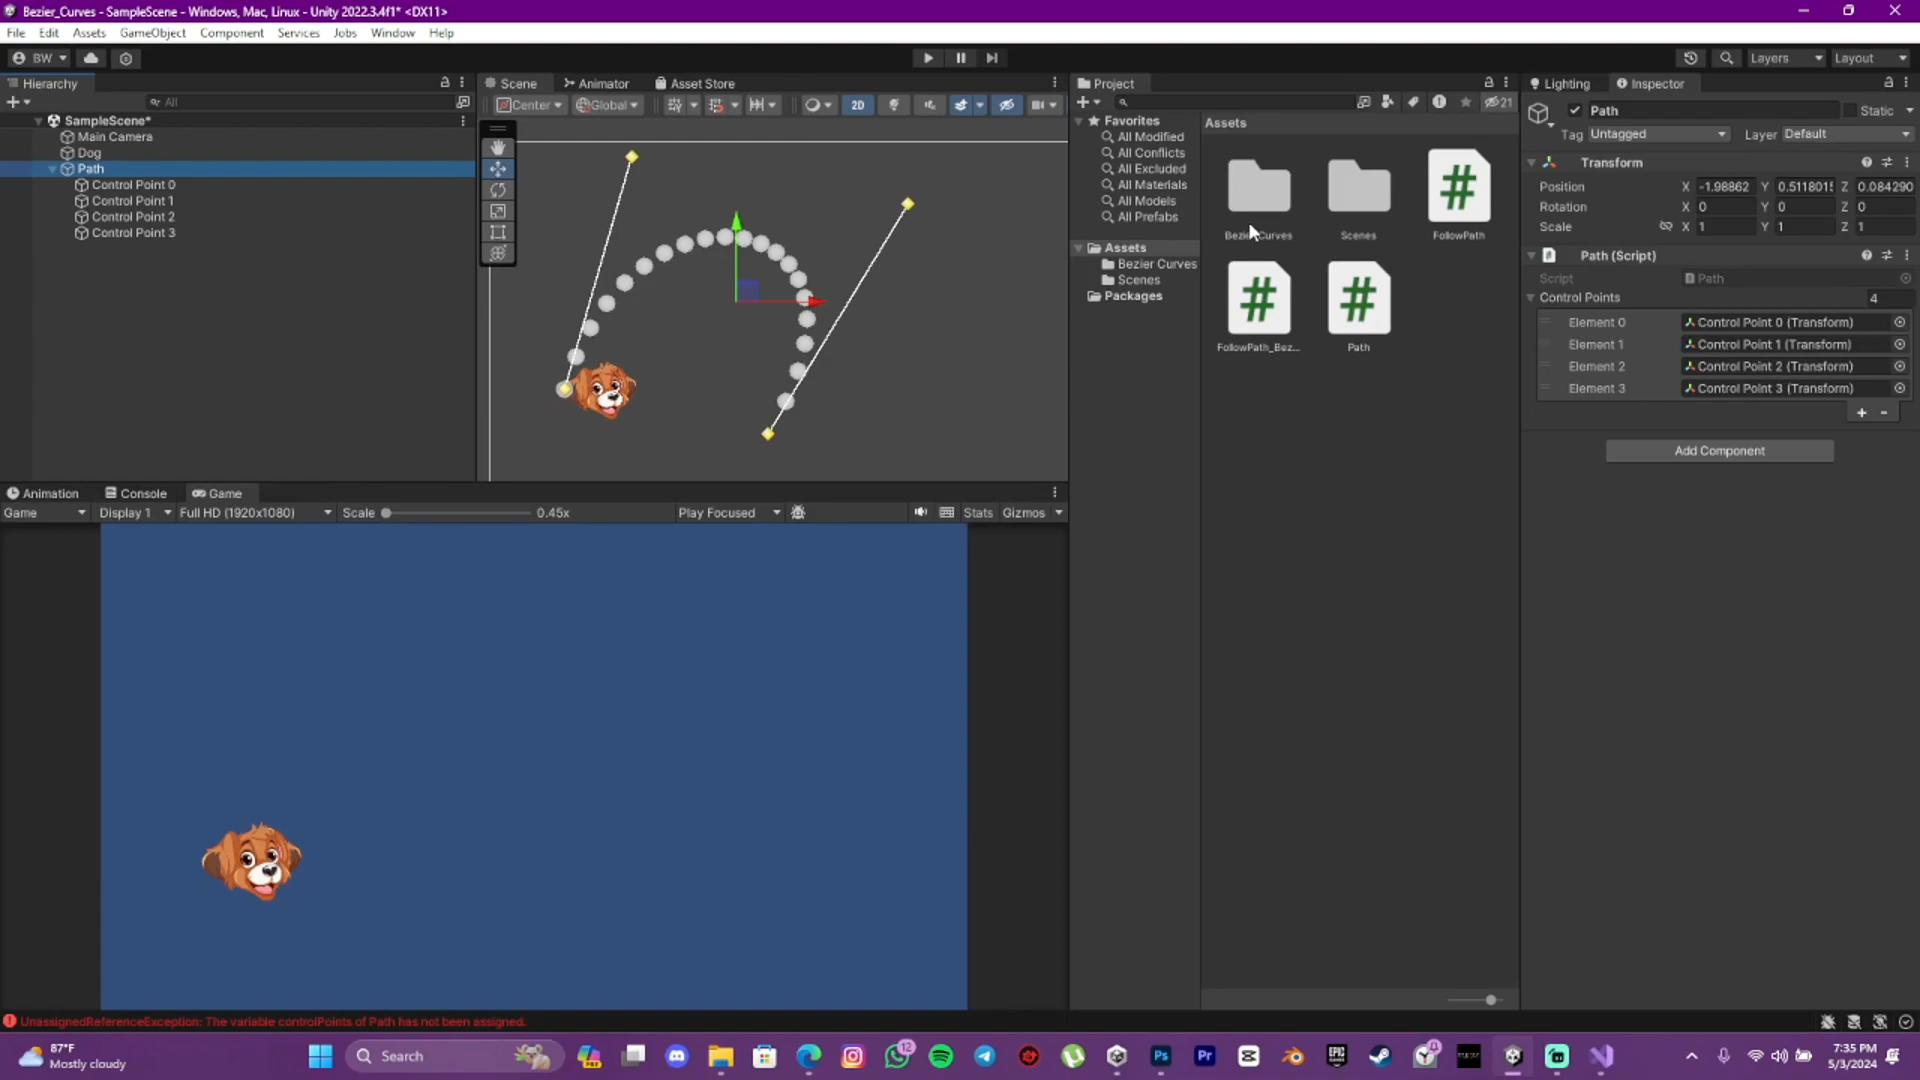 Bezier_Curves - SampleScene - Windows, Mac, Linux - Unity 2022.3.4f1* <DX11>
File Edit Assets GameObject Component Services Jobs Window Help
BW Layers Layout
Hierarchy
All
SampleScene*
Main Camera
Dog
Path
Control Point 0
Control Point 1
Control Point 2
Control Point 3
Scene Animator Asset Store
Center Global 2D
Project
21
Favorites
All Modified
All Conflicts
All Excluded
All Materials
All Models
All Prefabs
Assets
Bezier Curves
Scenes
Packages
Assets
Bezier_Curves Scenes FollowPath
FollowPath_Bez... Path
Lighting Inspector
Path Static
Tag Untagged Layer Default
Transform
Position X -1.98862 Y 0.5118015 Z 0.084290
Rotation X 0 Y 0 Z 0
Scale X 1 Y 1 Z 1
Path (Script)
Script Path
Control Points 4
Element 0 Control Point 0 (Transform)
Element 1 Control Point 1 (Transform)
Element 2 Control Point 2 (Transform)
Element 3 Control Point 3 (Transform)
+ -
Add Component
Animation Console Game
Game Display 1 Full HD (1920x1080) Scale 0.45x Play Focused Stats Gizmos
UnassignedReferenceException: The variable controlPoints of Path has not been assigned.
87°F
Mostly cloudy
Search
12
7:35 PM
5/3/2024